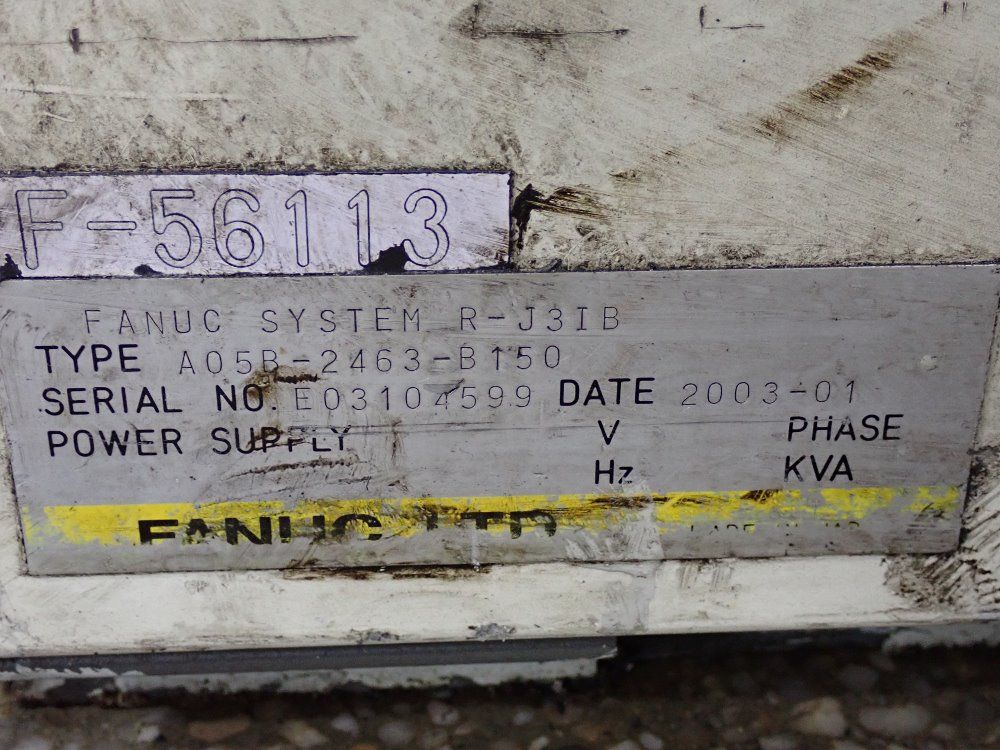 F-56113
FANUC SYSTEM R-J3IB
TYPE A05B-2463-B150
SERIAL NO. E03104599 DATE 2003-01
POWER SUPPLY V PHASE
Hz KVA
FANUC LTD